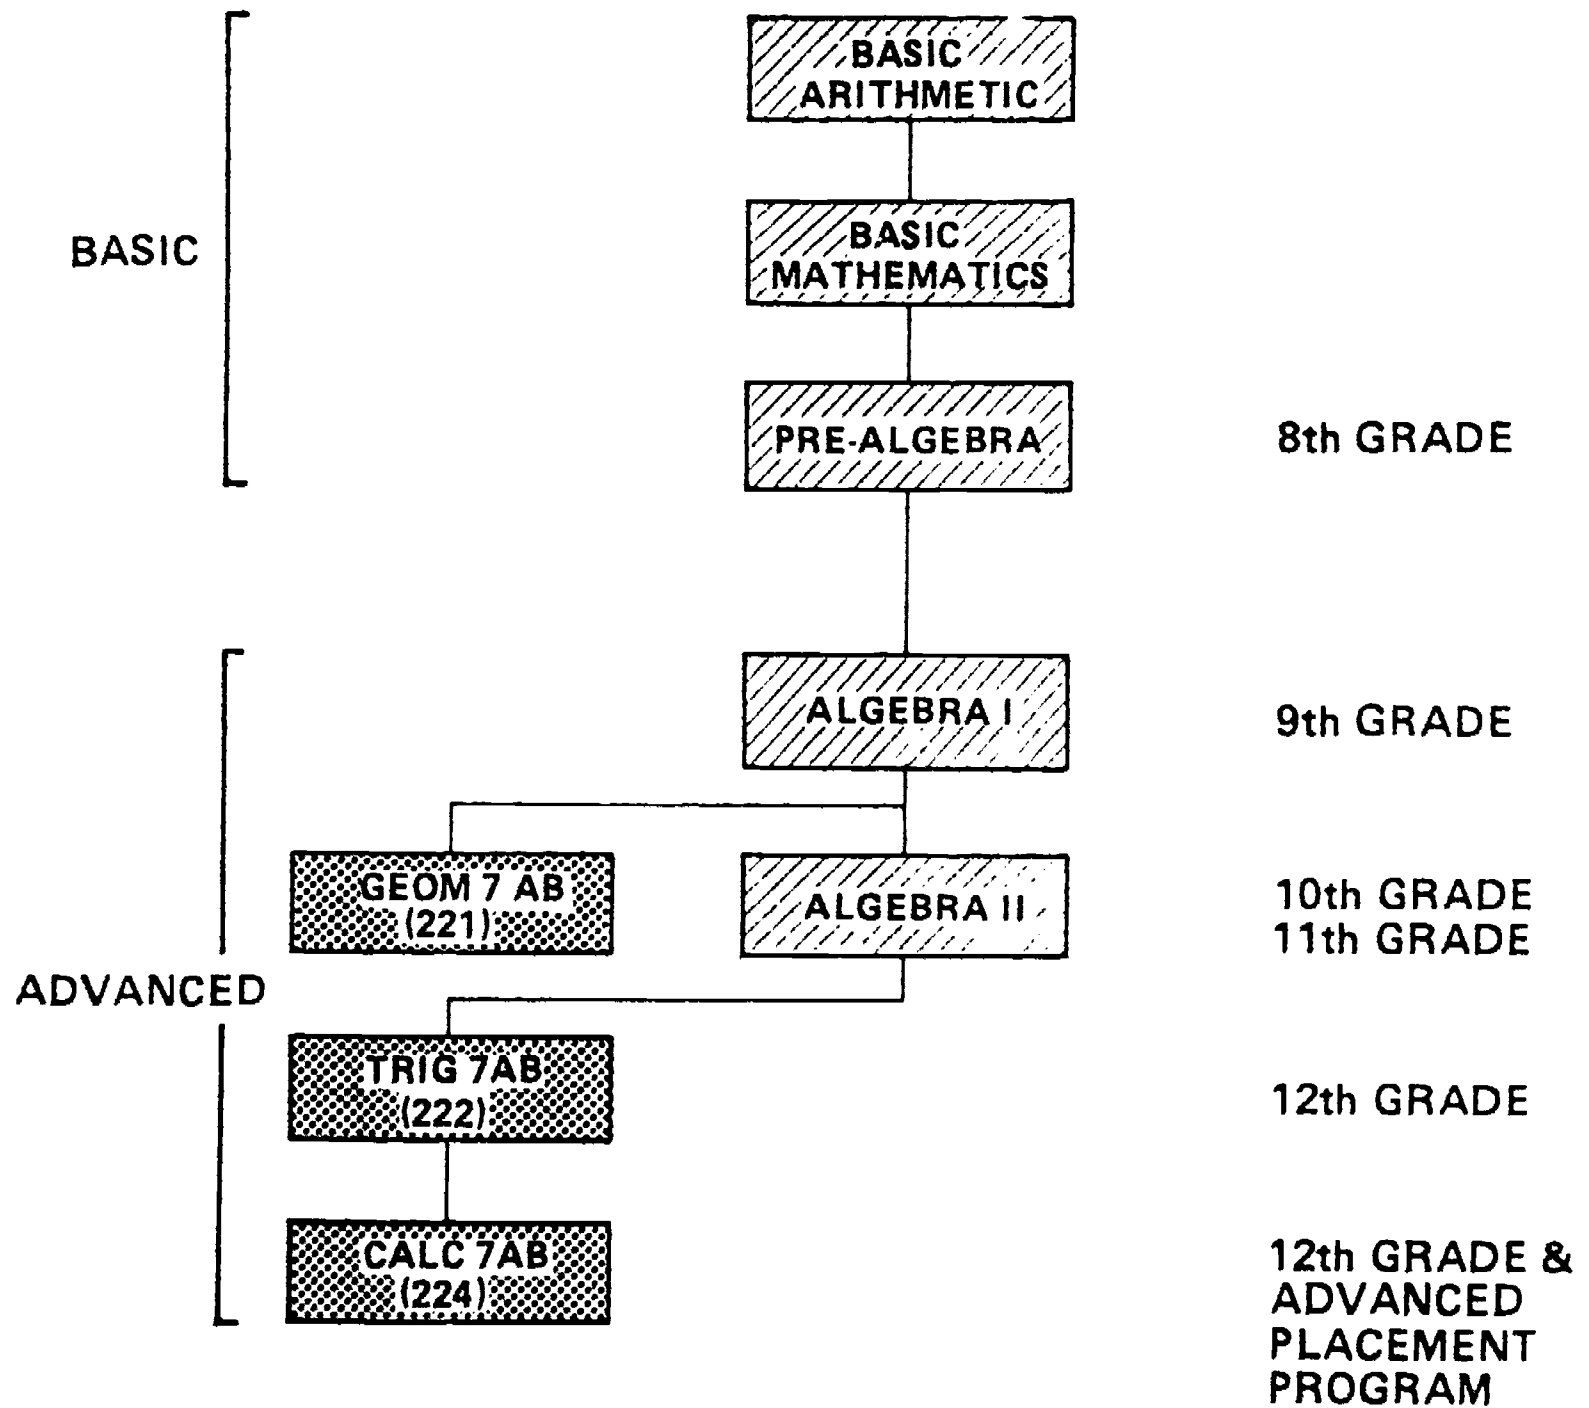 BASIC
ARITHMETIC
BASIC
BASIC
MATHEMATICS
PRE-ALGEBRA
8th GRADE
ALGEBRA I
9th GRADE
GEOM 7 AB
(221)
ALGEBRA II
10th GRADE
11th GRADE
ADVANCED
TRIG 7AB
(222)
12th GRADE
CALC 7AB
(224)
12th GRADE &
ADVANCED
PLACEMENT
PROGRAM